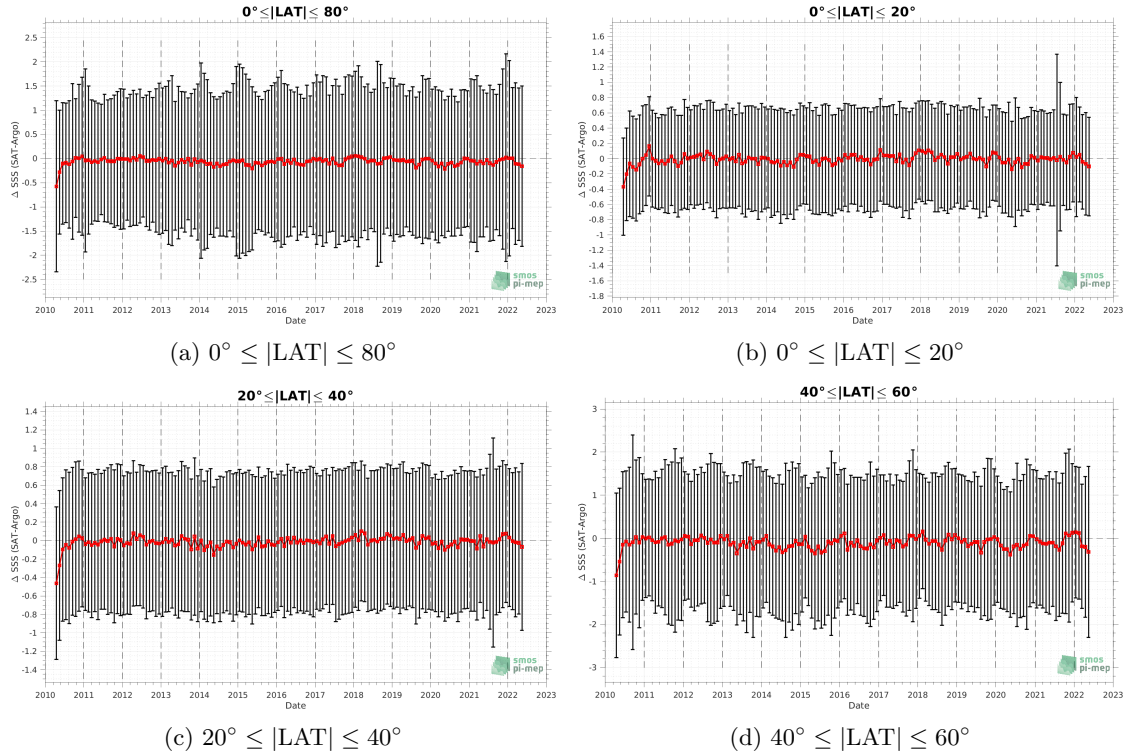 0°≤|LAT|≤ 80°
2.5
2
1.5
1
0.5
0
-0.5
-1
-1.5
-2
-2.5
Δ SSS (SAT-Argo)
smos
pi-mep
2010 2011 2012 2013 2014 2015 2016 2017 2018 2019 2020 2021 2022 2023
Date
(a) 0° ≤ |LAT| ≤ 80°
0°≤|LAT|≤ 20°
1.6
1.4
1.2
1
0.8
0.6
0.4
0.2
0
-0.2
-0.4
-0.6
-0.8
-1
-1.2
-1.4
-1.6
-1.8
Δ SSS (SAT-Argo)
smos
pi-mep
2010 2011 2012 2013 2014 2015 2016 2017 2018 2019 2020 2021 2022 2023
Date
(b) 0° ≤ |LAT| ≤ 20°
20°≤|LAT|≤ 40°
1.4
1.2
1
0.8
0.6
0.4
0.2
0
-0.2
-0.4
-0.6
-0.8
-1
-1.2
-1.4
Δ SSS (SAT-Argo)
smos
pi-mep
2010 2011 2012 2013 2014 2015 2016 2017 2018 2019 2020 2021 2022 2023
Date
(c) 20° ≤ |LAT| ≤ 40°
40°≤|LAT|≤ 60°
3
2
1
0
-1
-2
-3
Δ SSS (SAT-Argo)
smos
pi-mep
2010 2011 2012 2013 2014 2015 2016 2017 2018 2019 2020 2021 2022 2023
Date
(d) 40° ≤ |LAT| ≤ 60°